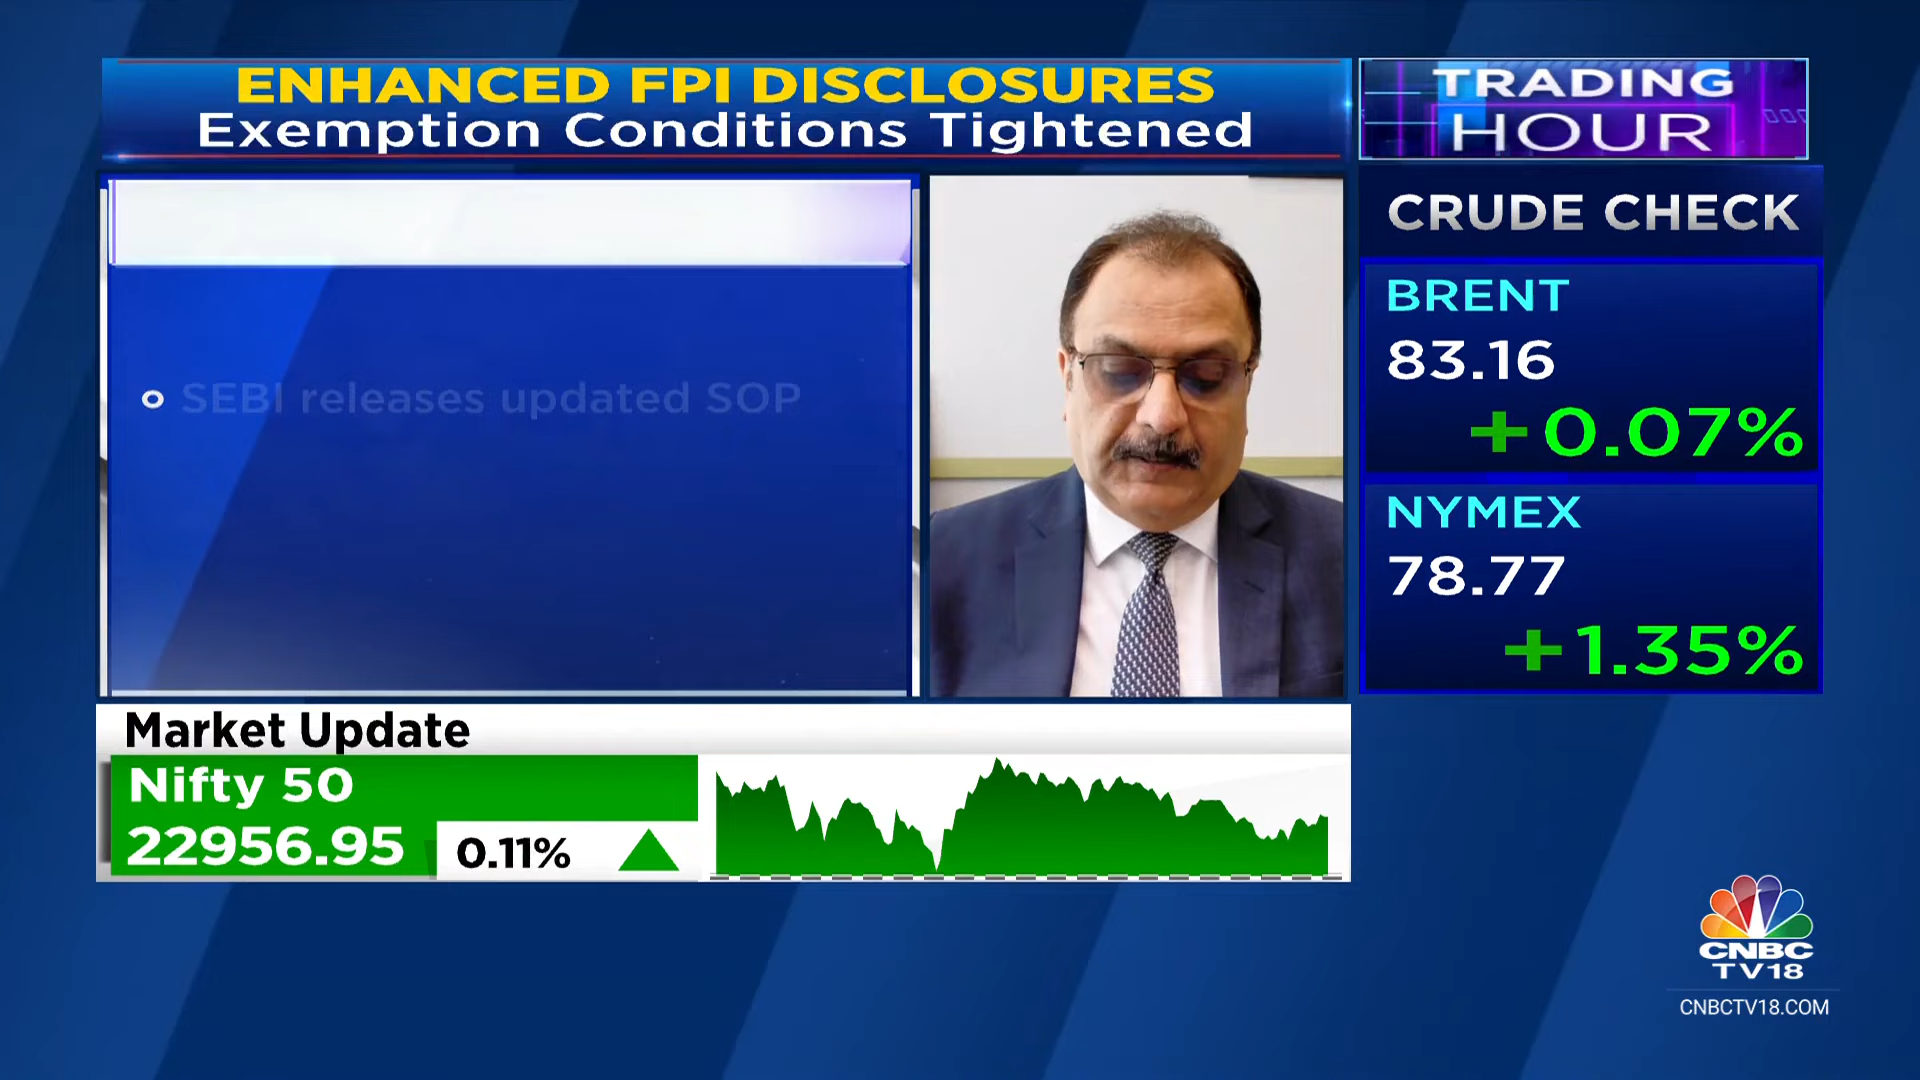 ENHANCED FPI DISCLOSURES
Exemption Conditions Tightened
TRADING
HOUR
SEBI releases updated SOP
CRUDE CHECK
BRENT
83.16
+0.07%
NYMEX
78.77
+1.35%
Market Update
Nifty 50
22956.95
0.11%
CNBC
TV18
CNBCTV18.COM